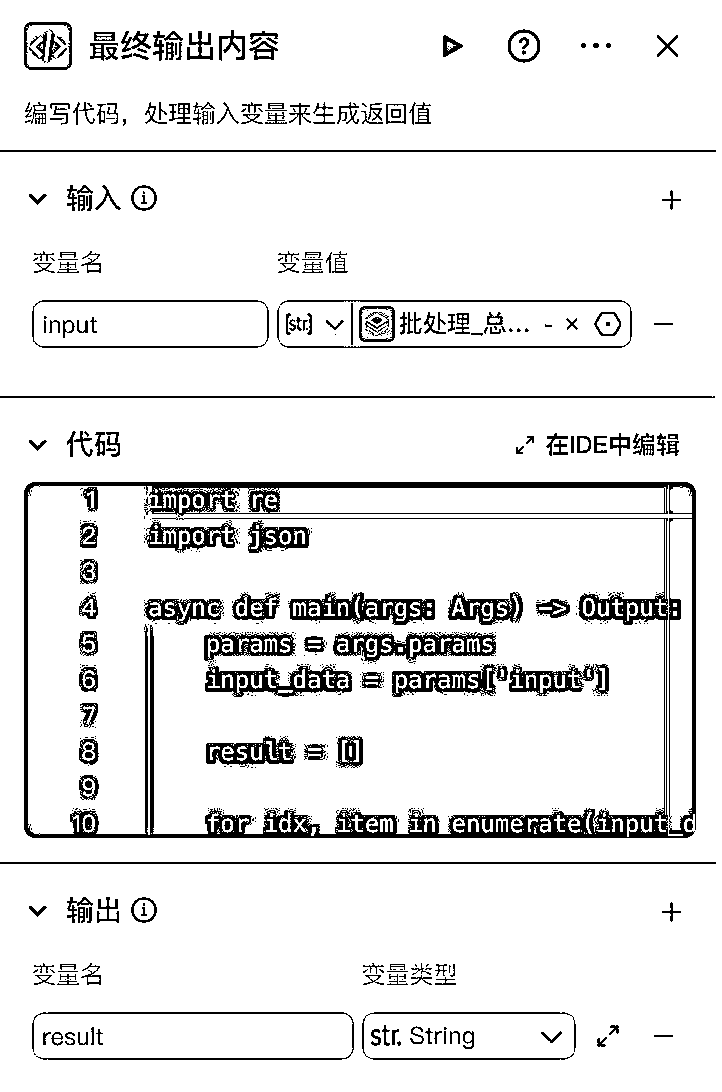 最终输出内容
编写代码，处理输入变量来生成返回值
输入
变量名 变量值
input [str.] 批处理_总... - ×
代码 在IDE中编辑
1 import re
2 import json
3
4 async def main(args: Args) => Output:
5 params = args.params
6 input_data = params['input']
7
8 result = []
9
10 for idx, item in enumerate(input_d
输出
变量名 变量类型
result str. String